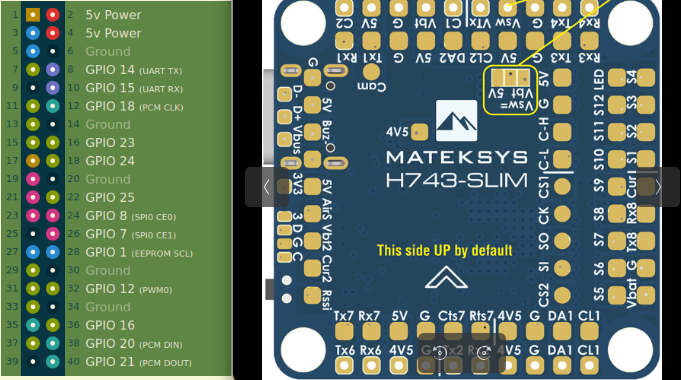 1 2 5v Power
3 4 5v Power
5 6 Ground
7 8 GPIO 14 (UART TX)
9 10 GPIO 15 (UART RX)
11 12 GPIO 18 (PCM CLK)
13 14 Ground
15 16 GPIO 23
17 18 GPIO 24
19 20 Ground
21 22 GPIO 25
23 24 GPIO 8 (SPI0 CE0)
25 26 GPIO 7 (SPI0 CE1)
27 28 GPIO 1 (EEPROM SCL)
29 30 Ground
31 32 GPIO 12 (PWM0)
33 34 Ground
35 36 GPIO 16
37 38 GPIO 20 (PCM DIN)
39 40 GPIO 21 (PCM DOUT)
C2 5V G Vbt C1 VTx Vsw G Tx4 Rx4
Rx1 Tx1 G 5V DA2 CL2 G Tx3 Rx3
Cam
Vsw=
5V Vbt
G 5V Buz- 5V AirS Vbt2 Cur2 Rssi
D- D+ Vbus 3V3 3 D G C
4V5
MATEKSYS
H743-SLIM
5V G C-H C-L CS1 CK SO SI CS2
LED S12 S11 S10 S9 S8 S7 S6 S5
S4 S3 S2 S1 Curr Rx8 Tx8 G Vbat
This side UP by default
Tx7 Rx7 5V G Cts7 Rts7 4V5 G DA1 CL1
Tx6 Rx6 4V5 G Tx2 4V5 G DA1 CL1